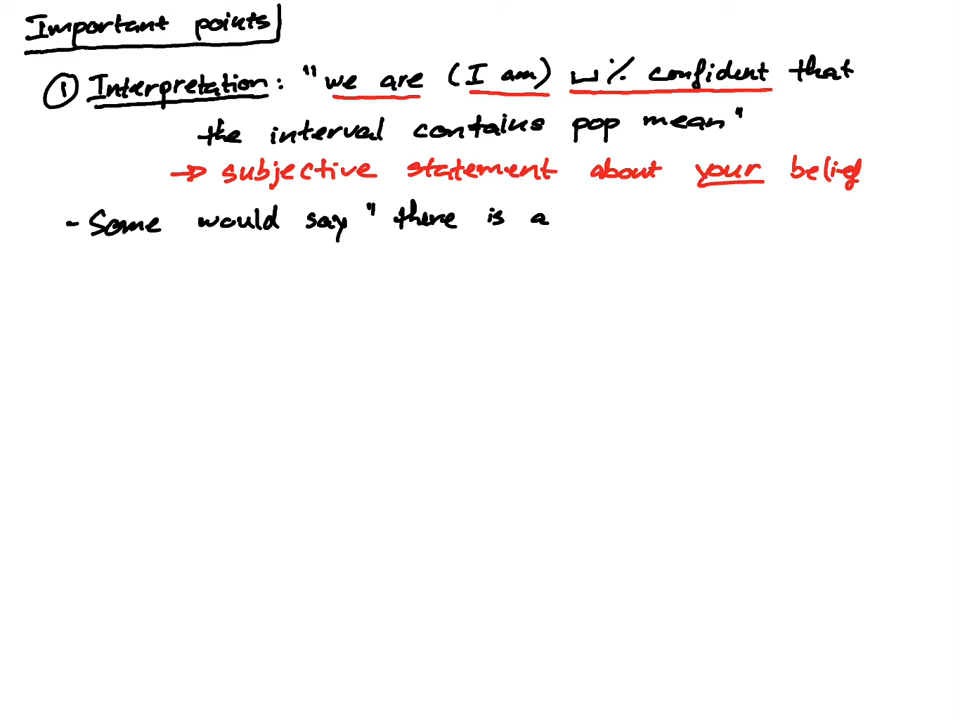 Important points
① Interpretation: "we are (I am) ␣% confident that
the interval contains pop mean"
→ subjective statement about your belief
- Some would say "there is a